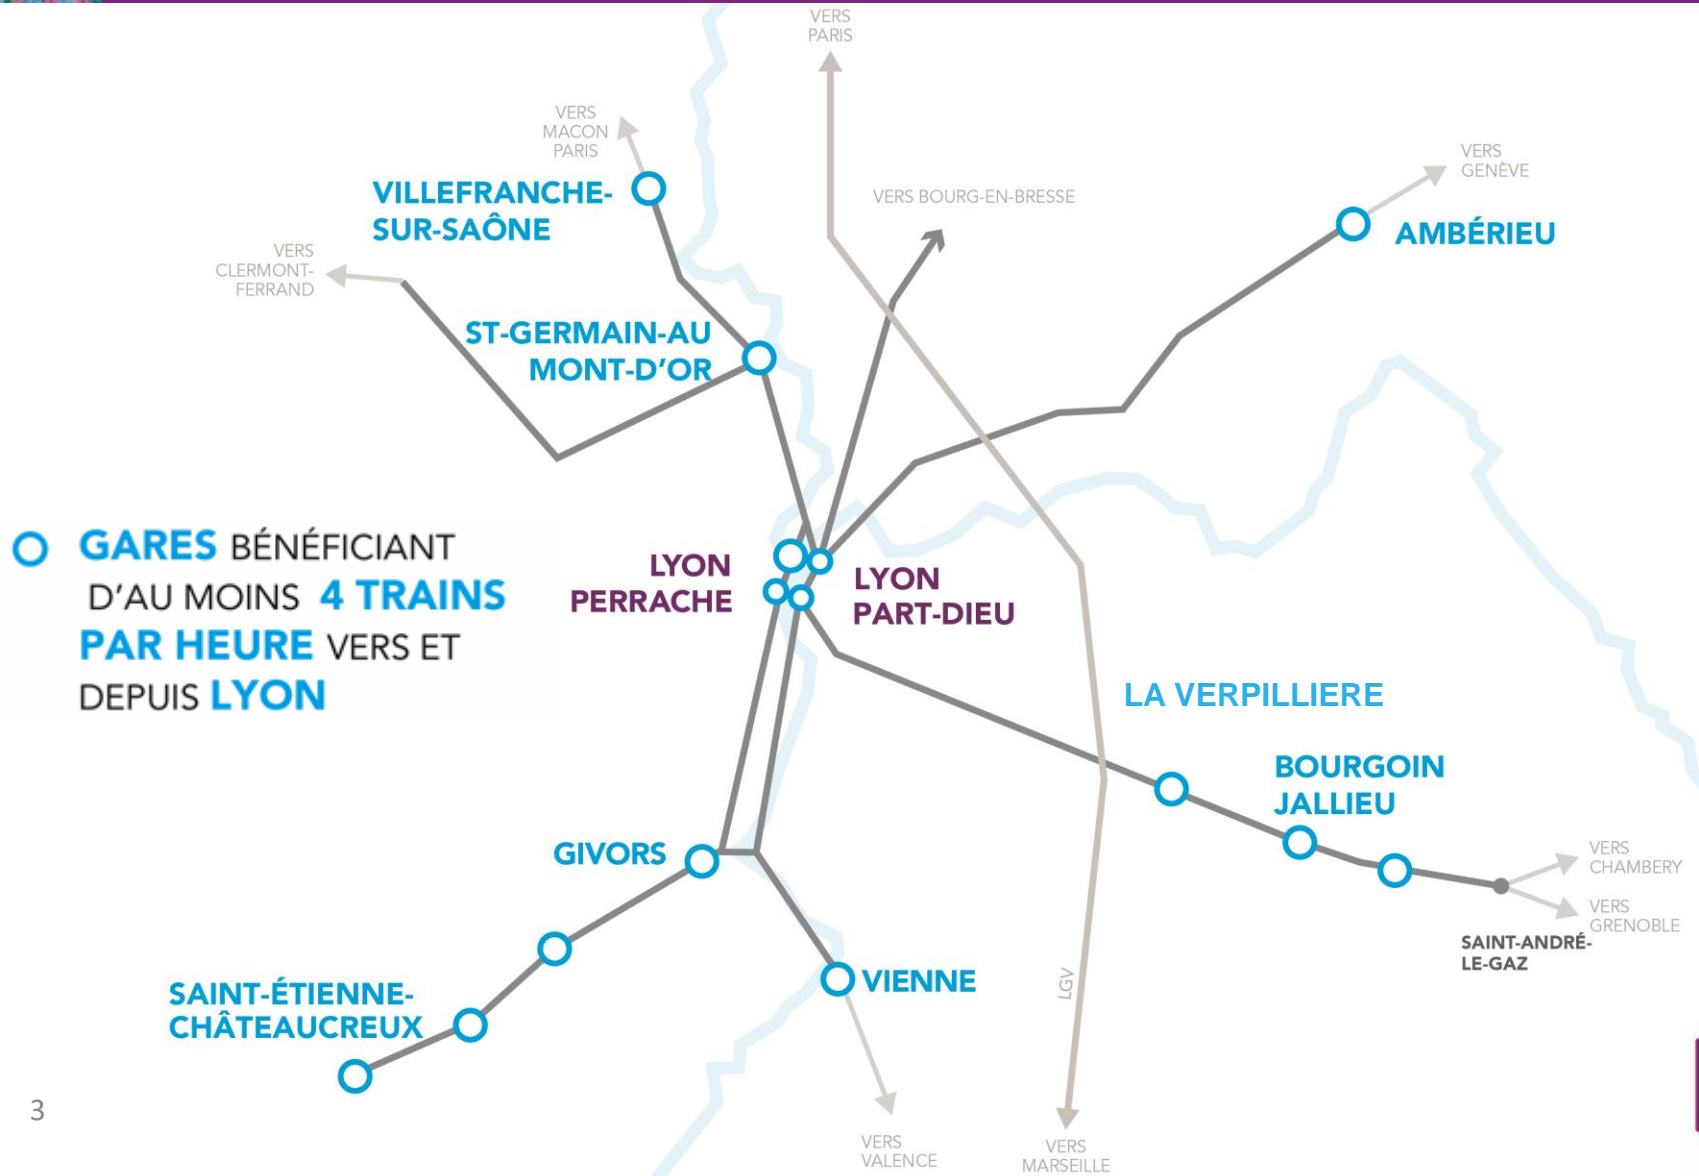 VERS
PARIS
VERS
MACON
PARIS
VERS
GENÈVE
VILLEFRANCHE-
SUR-SAÔNE
VERS BOURG-EN-BRESSE
AMBÉRIEU
VERS
CLERMONT-
FERRAND
ST-GERMAIN-AU
MONT-D'OR
GARES BÉNÉFICIANT
D'AU MOINS 4 TRAINS
PAR HEURE VERS ET
DEPUIS LYON
LYON
PERRACHE
LYON
PART-DIEU
LA VERPILLIERE
BOURGOIN
JALLIEU
GIVORS
VERS
CHAMBERY
VERS
GRENOBLE
SAINT-ANDRÉ-
LE-GAZ
SAINT-ÉTIENNE-
CHÂTEAUCREUX
VIENNE
LGV
3
VERS
VALENCE
VERS
MARSEILLE